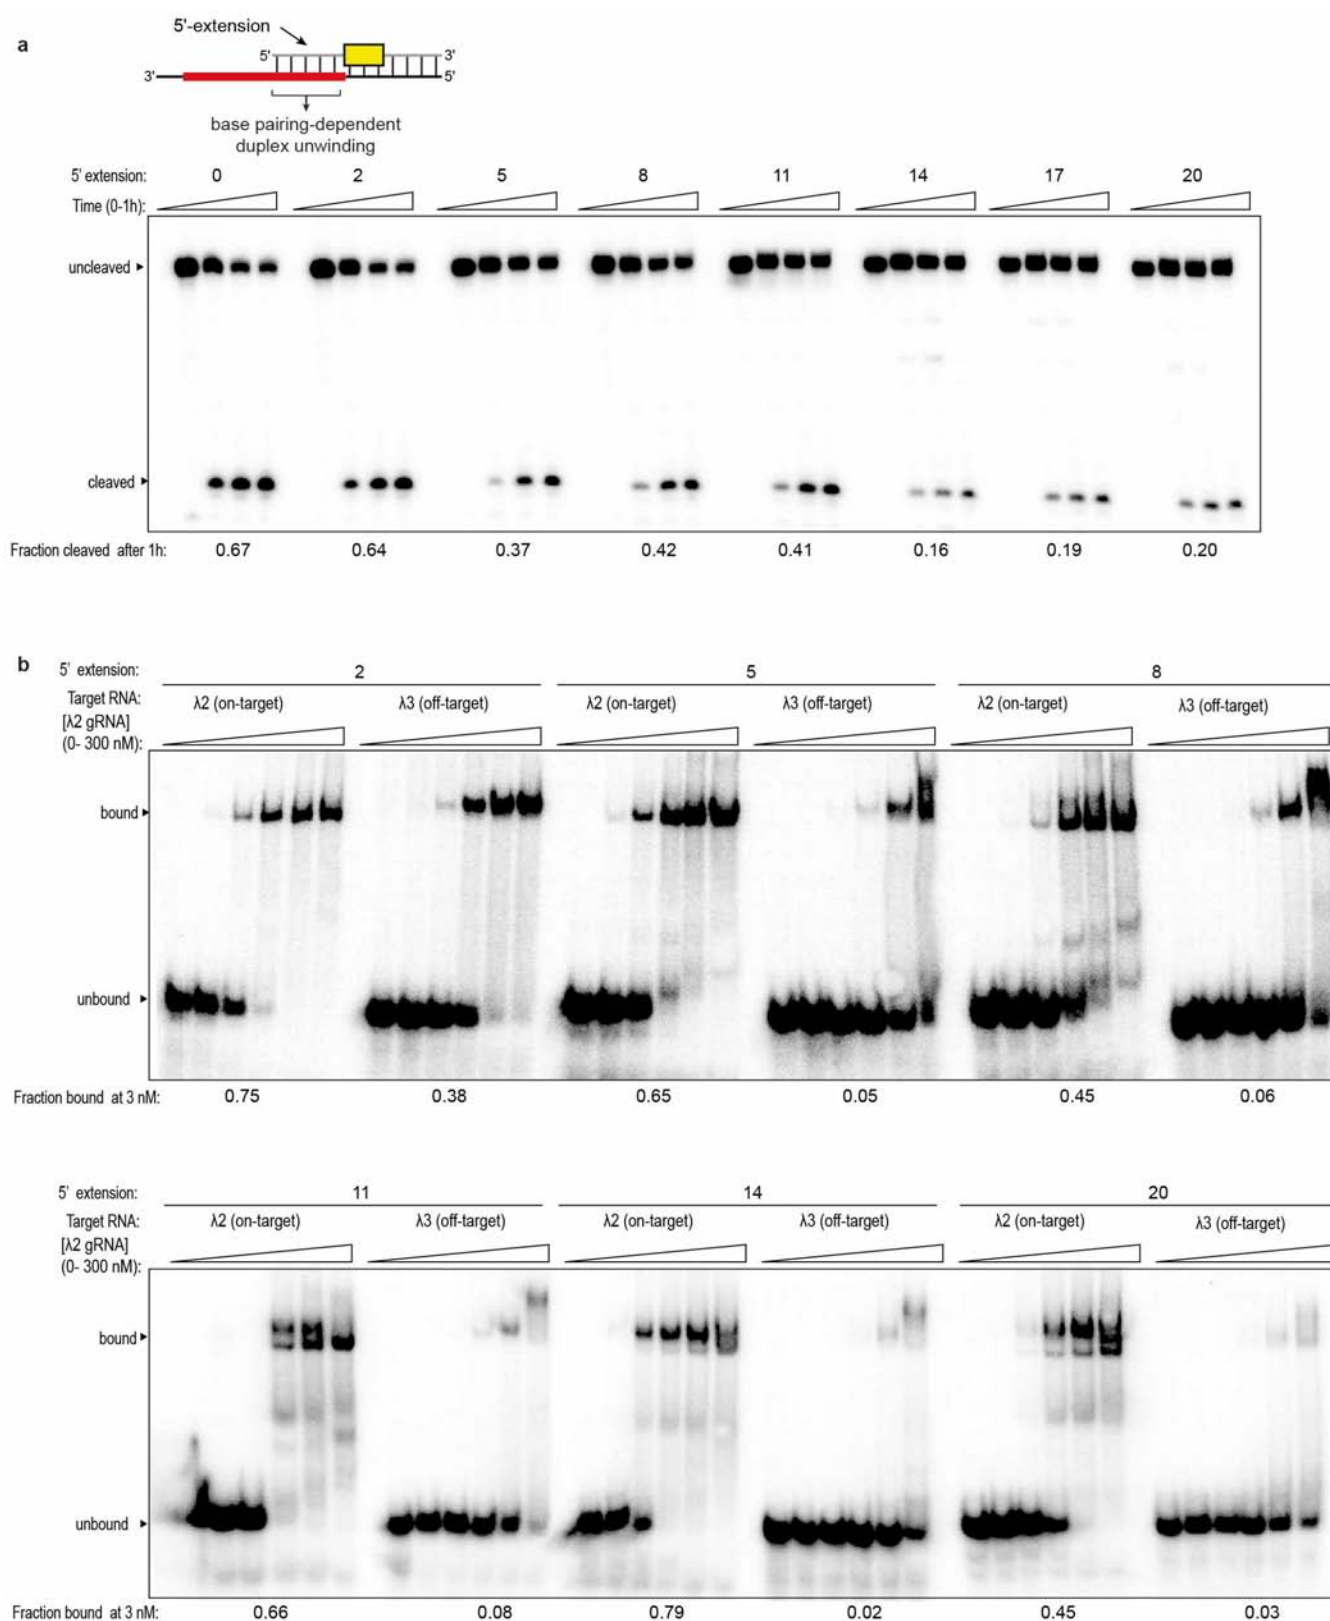 a
5'-extension
5' 3'
3' 5'
base pairing-dependent
duplex unwinding
5' extension: 0 2 5 8 11 14 17 20
Time (0-1h):
uncleaved
cleaved
Fraction cleaved after 1h: 0.67 0.64 0.37 0.42 0.41 0.16 0.19 0.20
b
5' extension: 2 5 8
Target RNA: λ2 (on-target) λ3 (off-target) λ2 (on-target) λ3 (off-target) λ2 (on-target) λ3 (off-target)
[λ2 gRNA]
(0- 300 nM):
bound
unbound
Fraction bound at 3 nM: 0.75 0.38 0.65 0.05 0.45 0.06
5' extension: 11 14 20
Target RNA: λ2 (on-target) λ3 (off-target) λ2 (on-target) λ3 (off-target) λ2 (on-target) λ3 (off-target)
[λ2 gRNA]
(0- 300 nM):
bound
unbound
Fraction bound at 3 nM: 0.66 0.08 0.79 0.02 0.45 0.03